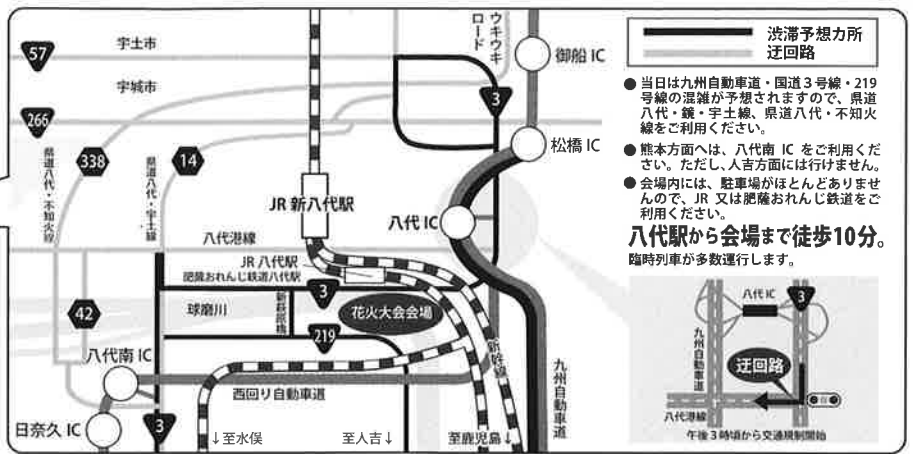 57
宇土市
宇城市
266
338
14
県道八代・不知火線
県道八代・宇土線
ウキウキ
ロード
3
御船 IC
松橋 IC
JR 新八代駅
八代 IC
八代港線
JR 八代駅
肥薩おれんじ鉄道八代駅
3
球磨川
新萩原橋
花火大会会場
219
42
八代南 IC
新幹線
九州自動車道
西回り自動車道
日奈久 IC
3
↓至水俣
至人吉↓
至鹿児島↓
渋滞予想カ所
迂回路
● 当日は九州自動車道・国道3号線・219
号線の混雑が予想されますので、県道
八代・鏡・宇土線、県道八代・不知火
線をご利用ください。
● 熊本方面へは、八代南 IC をご利用くだ
さい。ただし、人吉方面には行けません。
● 会場内には、駐車場がほとんどありませ
んので、JR 又は肥薩おれんじ鉄道をご
利用ください。
八代駅から会場まで徒歩10分。
臨時列車が多数運行します。
八代 IC
3
九州自動車道
迂回路
八代港線
午後3時頃から交通規制開始